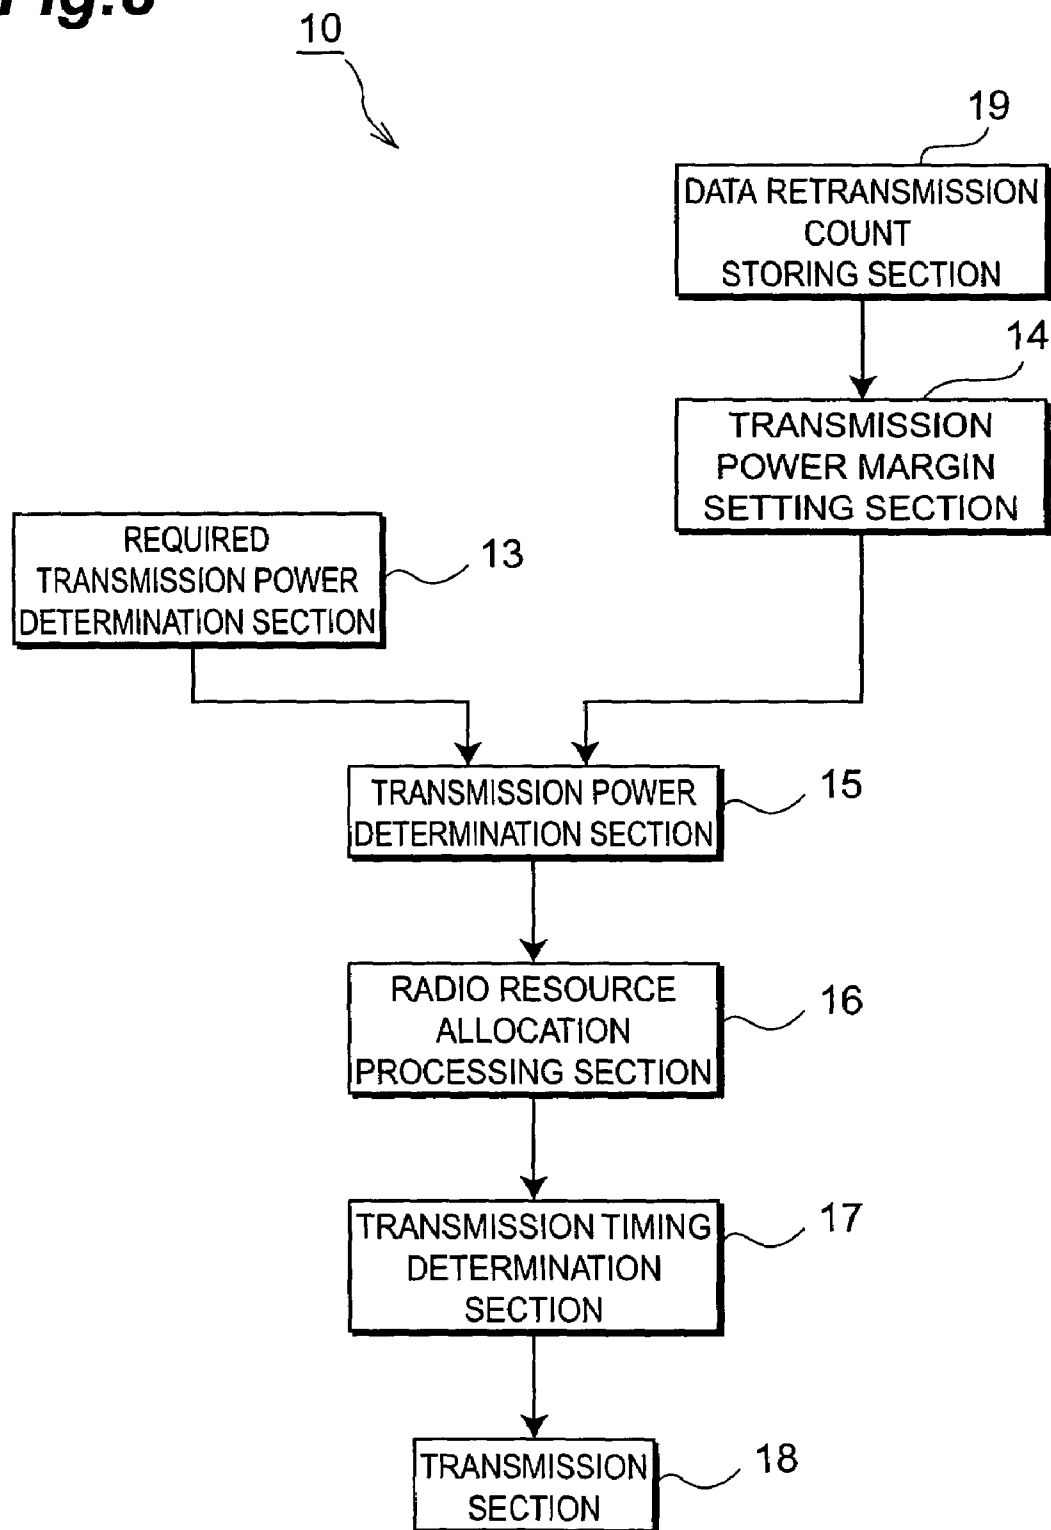 10
19
DATA RETRANSMISSION
COUNT
STORING SECTION
14
TRANSMISSION
POWER MARGIN
SETTING SECTION
REQUIRED
TRANSMISSION POWER
DETERMINATION SECTION
13
TRANSMISSION POWER
DETERMINATION SECTION
15
RADIO RESOURCE
ALLOCATION
PROCESSING SECTION
16
TRANSMISSION TIMING
DETERMINATION
SECTION
17
TRANSMISSION
SECTION
18